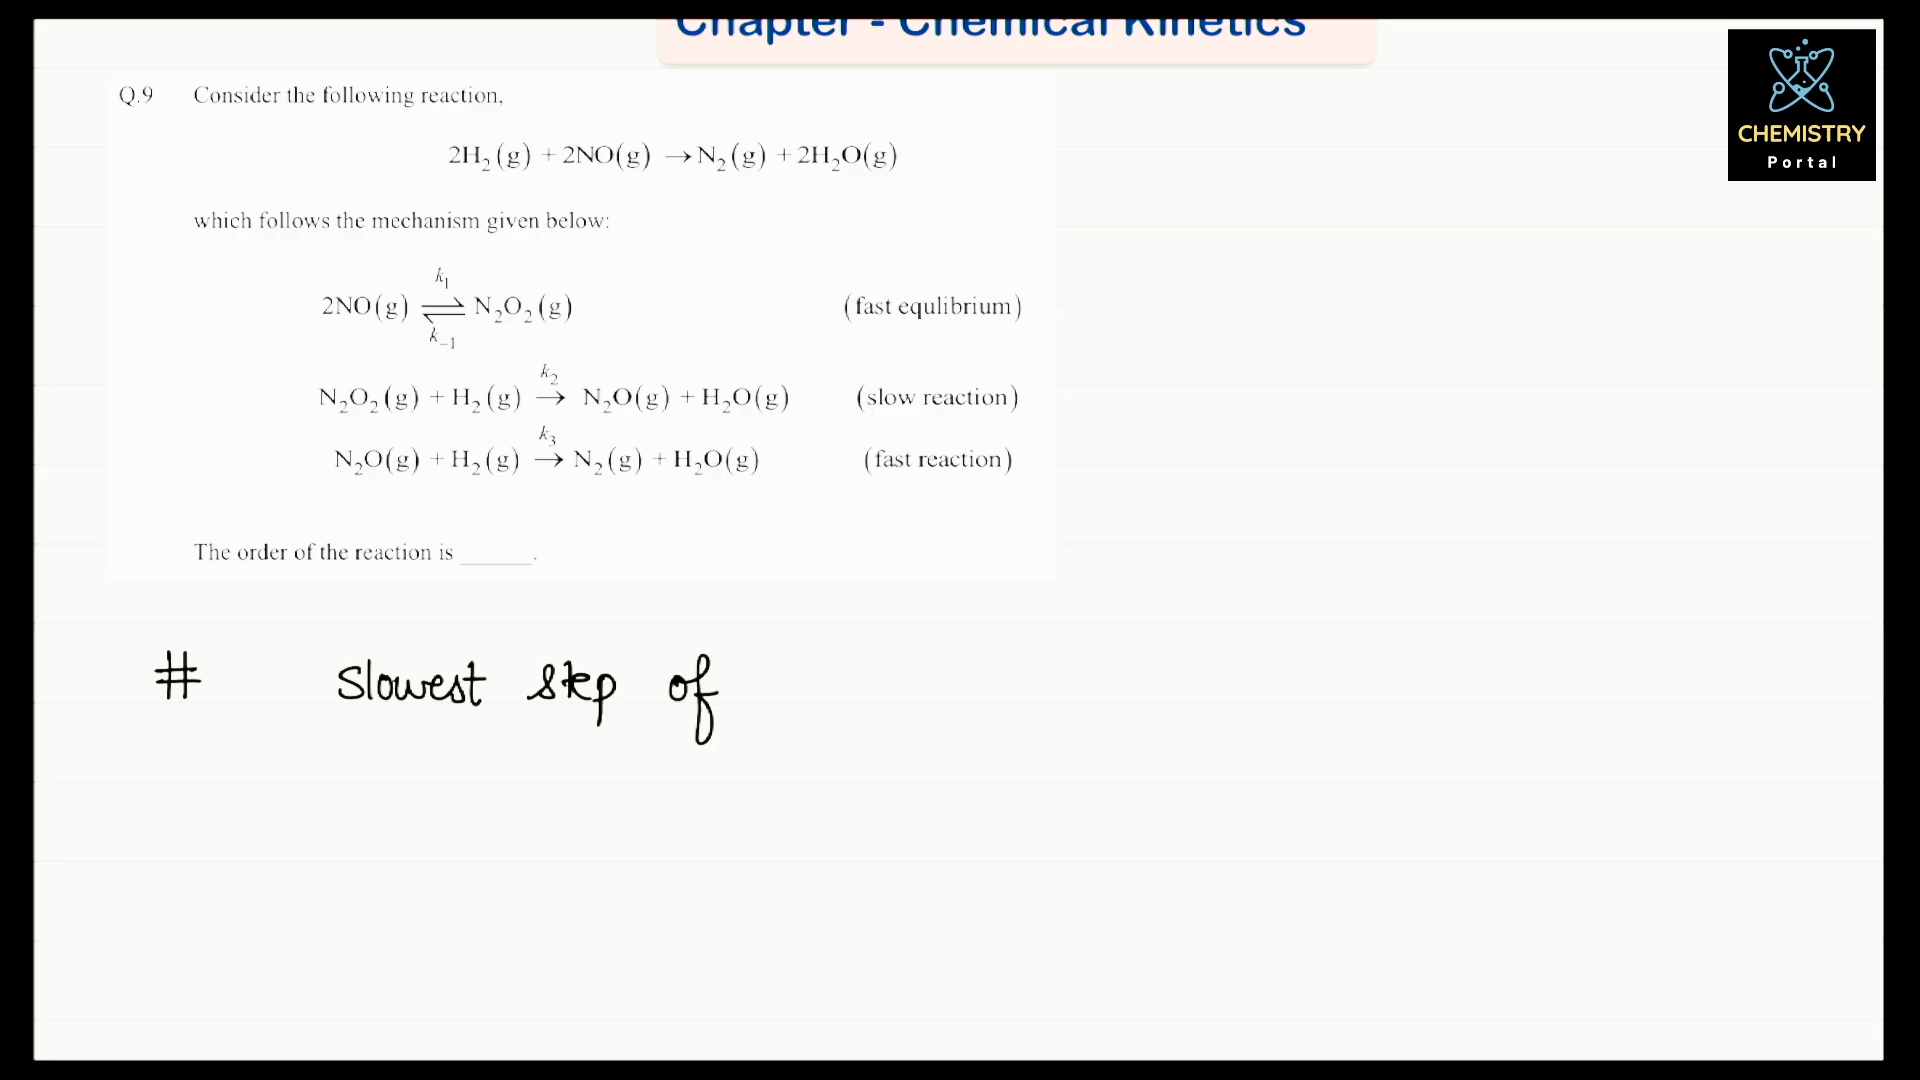 Chapter - Chemical Kinetics
CHEMISTRY
Portal
Q.9 Consider the following reaction,
2H₂(g) + 2NO(g) → N₂(g) + 2H₂O(g)
which follows the mechanism given below:
k₁
2NO(g) ⇌ N₂O₂(g) (fast equlibrium)
k₋₁
k₂
N₂O₂(g) + H₂(g) → N₂O(g) + H₂O(g) (slow reaction)
k₃
N₂O(g) + H₂(g) → N₂(g) + H₂O(g) (fast reaction)
The order of the reaction is ______.
# Slowest step of